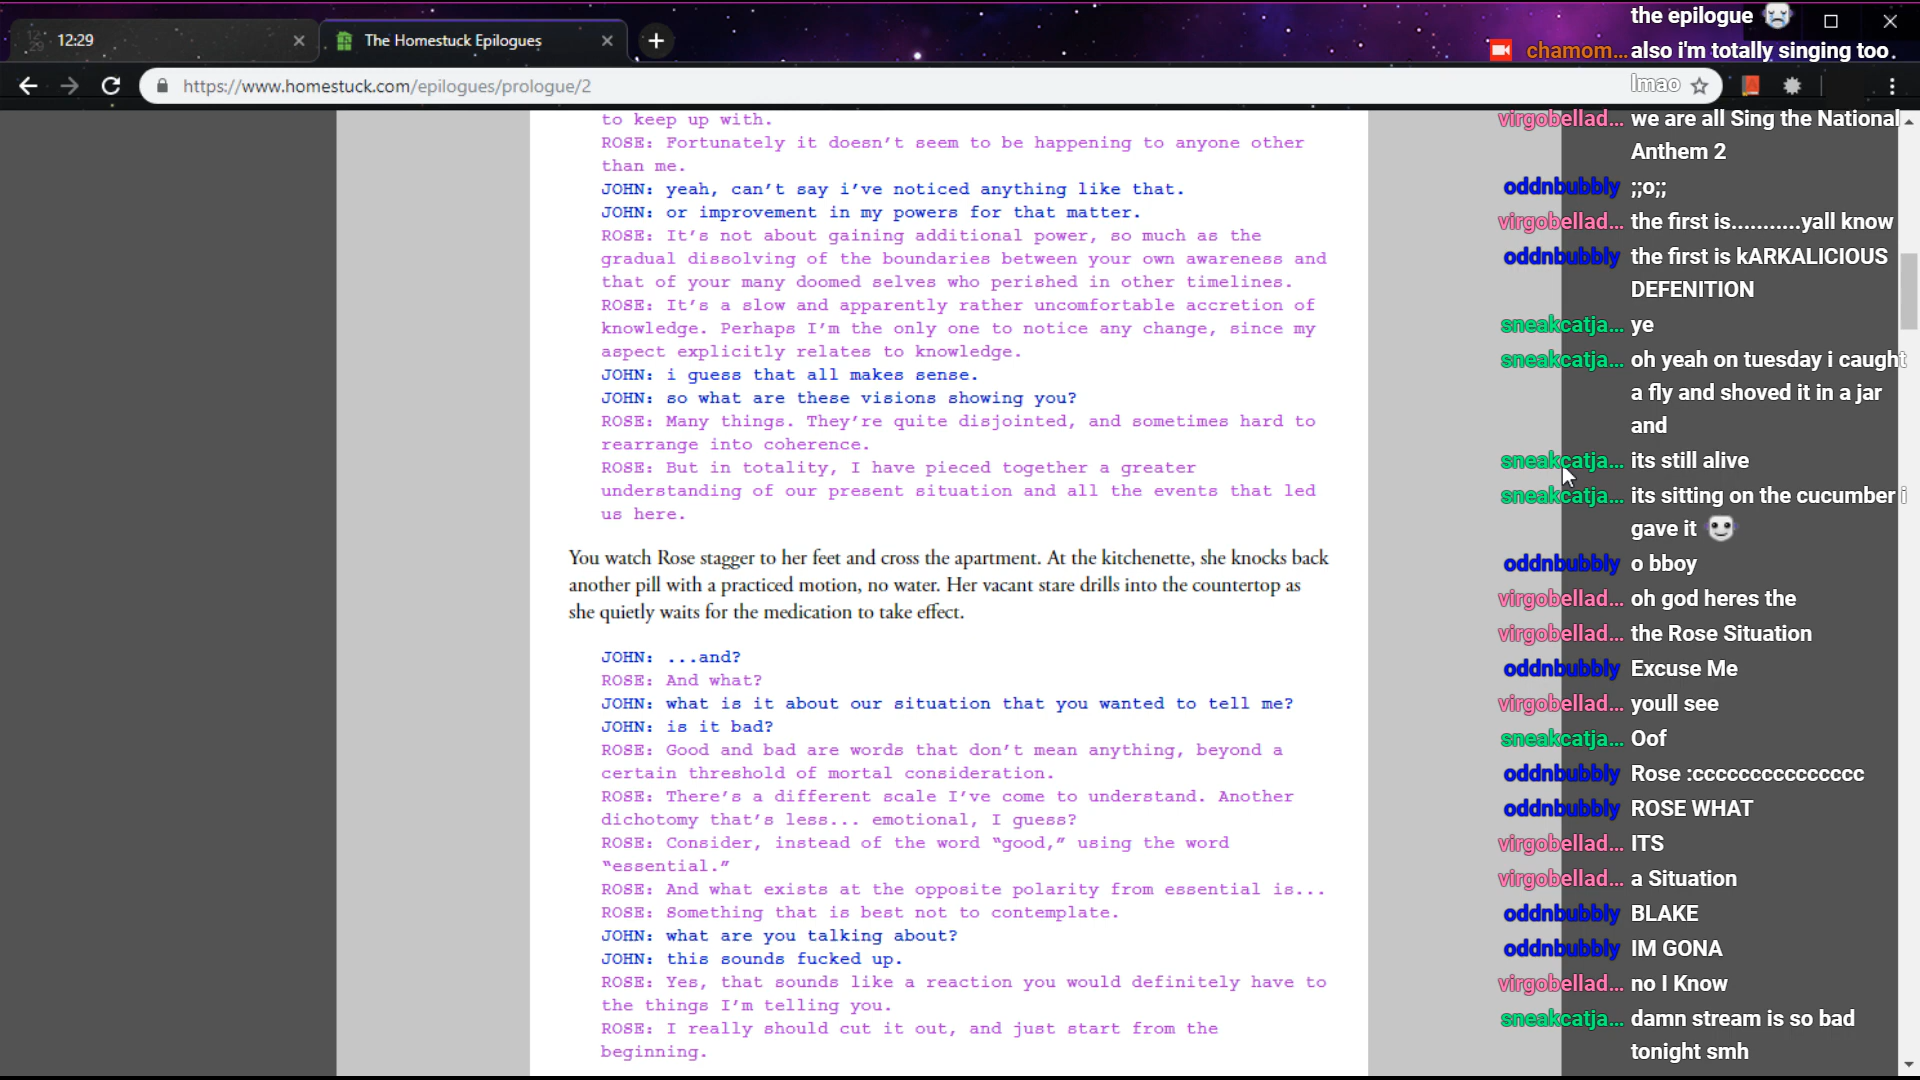 12:29
The Homestuck Epilogues
https://www.homestuck.com/epilogues/prologue/2
to keep up with.
ROSE: Fortunately it doesn’t seem to be happening to anyone other
than me.
JOHN: yeah, can’t say i’ve noticed anything like that.
JOHN: or improvement in my powers for that matter.
ROSE: It’s not about gaining additional power, so much as the
gradual dissolving of the boundaries between your own awareness and
that of your many doomed selves who perished in other timelines.
ROSE: It’s a slow and apparently rather uncomfortable accretion of
knowledge. Perhaps I’m the only one to notice any change, since my
aspect explicitly relates to knowledge.
JOHN: i guess that all makes sense.
JOHN: so what are these visions showing you?
ROSE: Many things. They’re quite disjointed, and sometimes hard to
rearrange into coherence.
ROSE: But in totality, I have pieced together a greater
understanding of our present situation and all the events that led
us here.
You watch Rose stagger to her feet and cross the apartment. At the kitchenette, she knocks back
another pill with a practiced motion, no water. Her vacant stare drills into the countertop as
she quietly waits for the medication to take effect.
JOHN: ...and?
ROSE: And what?
JOHN: what is it about our situation that you wanted to tell me?
JOHN: is it bad?
ROSE: Good and bad are words that don’t mean anything, beyond a
certain threshold of mortal consideration.
ROSE: There’s a different scale I’ve come to understand. Another
dichotomy that’s less... emotional, I guess?
ROSE: Consider, instead of the word “good,” using the word
“essential.”
ROSE: And what exists at the opposite polarity from essential is...
ROSE: Something that is best not to contemplate.
JOHN: what are you talking about?
JOHN: this sounds fucked up.
ROSE: Yes, that sounds like a reaction you would definitely have to
the things I’m telling you.
ROSE: I really should cut it out, and just start from the
beginning.
the epilogue
chamom... also i'm totally singing too.
lmao
virgobellad... we are all Sing the National
Anthem 2
oddnbubbly ;;o;;
virgobellad... the first is...........yall know
oddnbubbly the first is kARKALICIOUS
DEFENITION
sneakcatja... ye
sneakcatja... oh yeah on tuesday i caught
a fly and shoved it in a jar
and
sneakcatja... its still alive
sneakcatja... its sitting on the cucumber i
gave it
oddnbubbly o bboy
virgobellad... oh god heres the
virgobellad... the Rose Situation
oddnbubbly Excuse Me
virgobellad... youll see
sneakcatja... Oof
oddnbubbly Rose :ccccccccccccccc
oddnbubbly ROSE WHAT
virgobellad... ITS
virgobellad... a Situation
oddnbubbly BLAKE
oddnbubbly IM GONA
virgobellad... no I Know
sneakcatja... damn stream is so bad
tonight smh